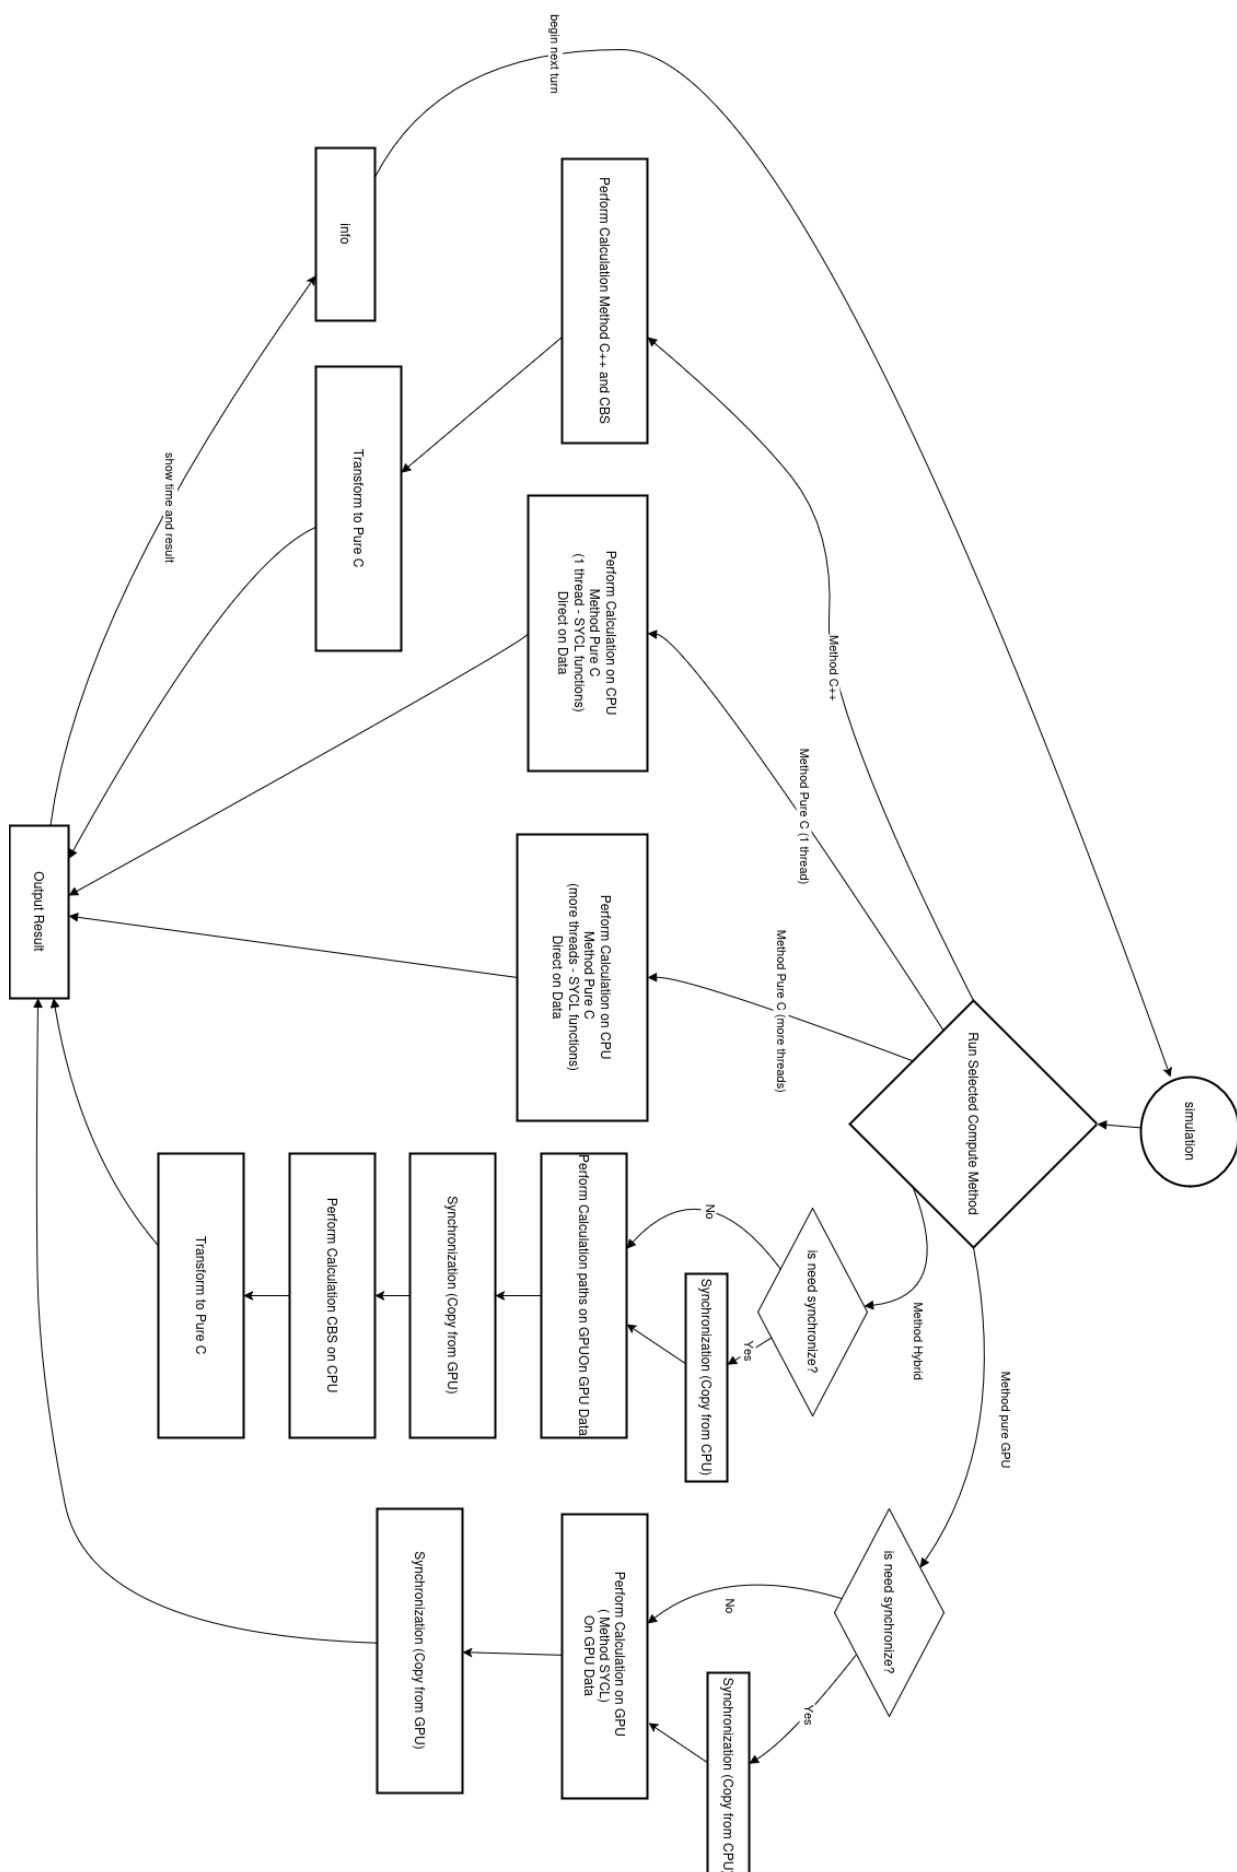 simulation
Run Selected Compute Method
begin next turn
Method C++
Method Pure C (1 thread)
Method Pure C (more threads)
Method Hybrid
Method pure GPU
is need synchronize?
is need synchronize?
No
Yes
No
Yes
Synchronization (Copy from CPU)
Synchronization (Copy from CPU)
Perform Calculation Method C++ and CBS
Perform Calculation on CPU
Method Pure C
(1 thread - SYCL functions)
Direct on Data
Perform Calculation on CPU
Method Pure C
(more threads - SYCL functions)
Direct on Data
Perform Calculation paths on GPUOn GPU Data
Perform Calculation on GPU
( Method SYCL)
On GPU Data
info
Transform to Pure C
Synchronization (Copy from GPU)
Synchronization (Copy from GPU)
Perform Calculation CBS on CPU
Transform to Pure C
show time and result
Output Result